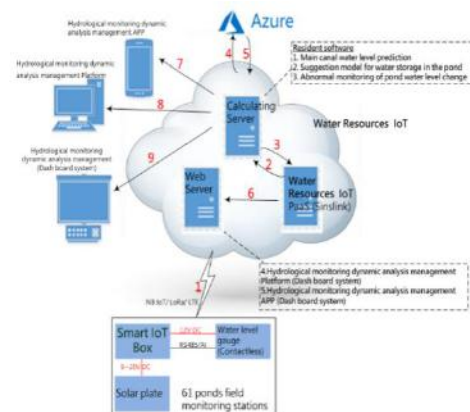 Azure
Hydrological monitoring dynamic
analysis management APP
4
5
Resident software
1. Main canal water level prediction
2. Suggestion model for water storage in the pond
3. Abnormal monitoring of pond water level change
Hydrological monitoring dynamic
analysis management Platform
7
8
Calculating
Server
Water Resources IoT
Hydrological monitoring
dynamic analysis management
(Dash board system)
9
3
2
Web
Server
6
Water
Resources IoT
PaaS (Sinslink)
4.Hydrological monitoring dynamic analysis management
Platform (Dash board system)
5.Hydrological monitoring dynamic analysis management
APP (Dash board system)
1
NB IoT/ LoRa/ LTE
Smart IoT
Box
12V DC
RS485/AI
Water level
gauge
(Contactless)
Solar plate
61 ponds field
monitoring stations